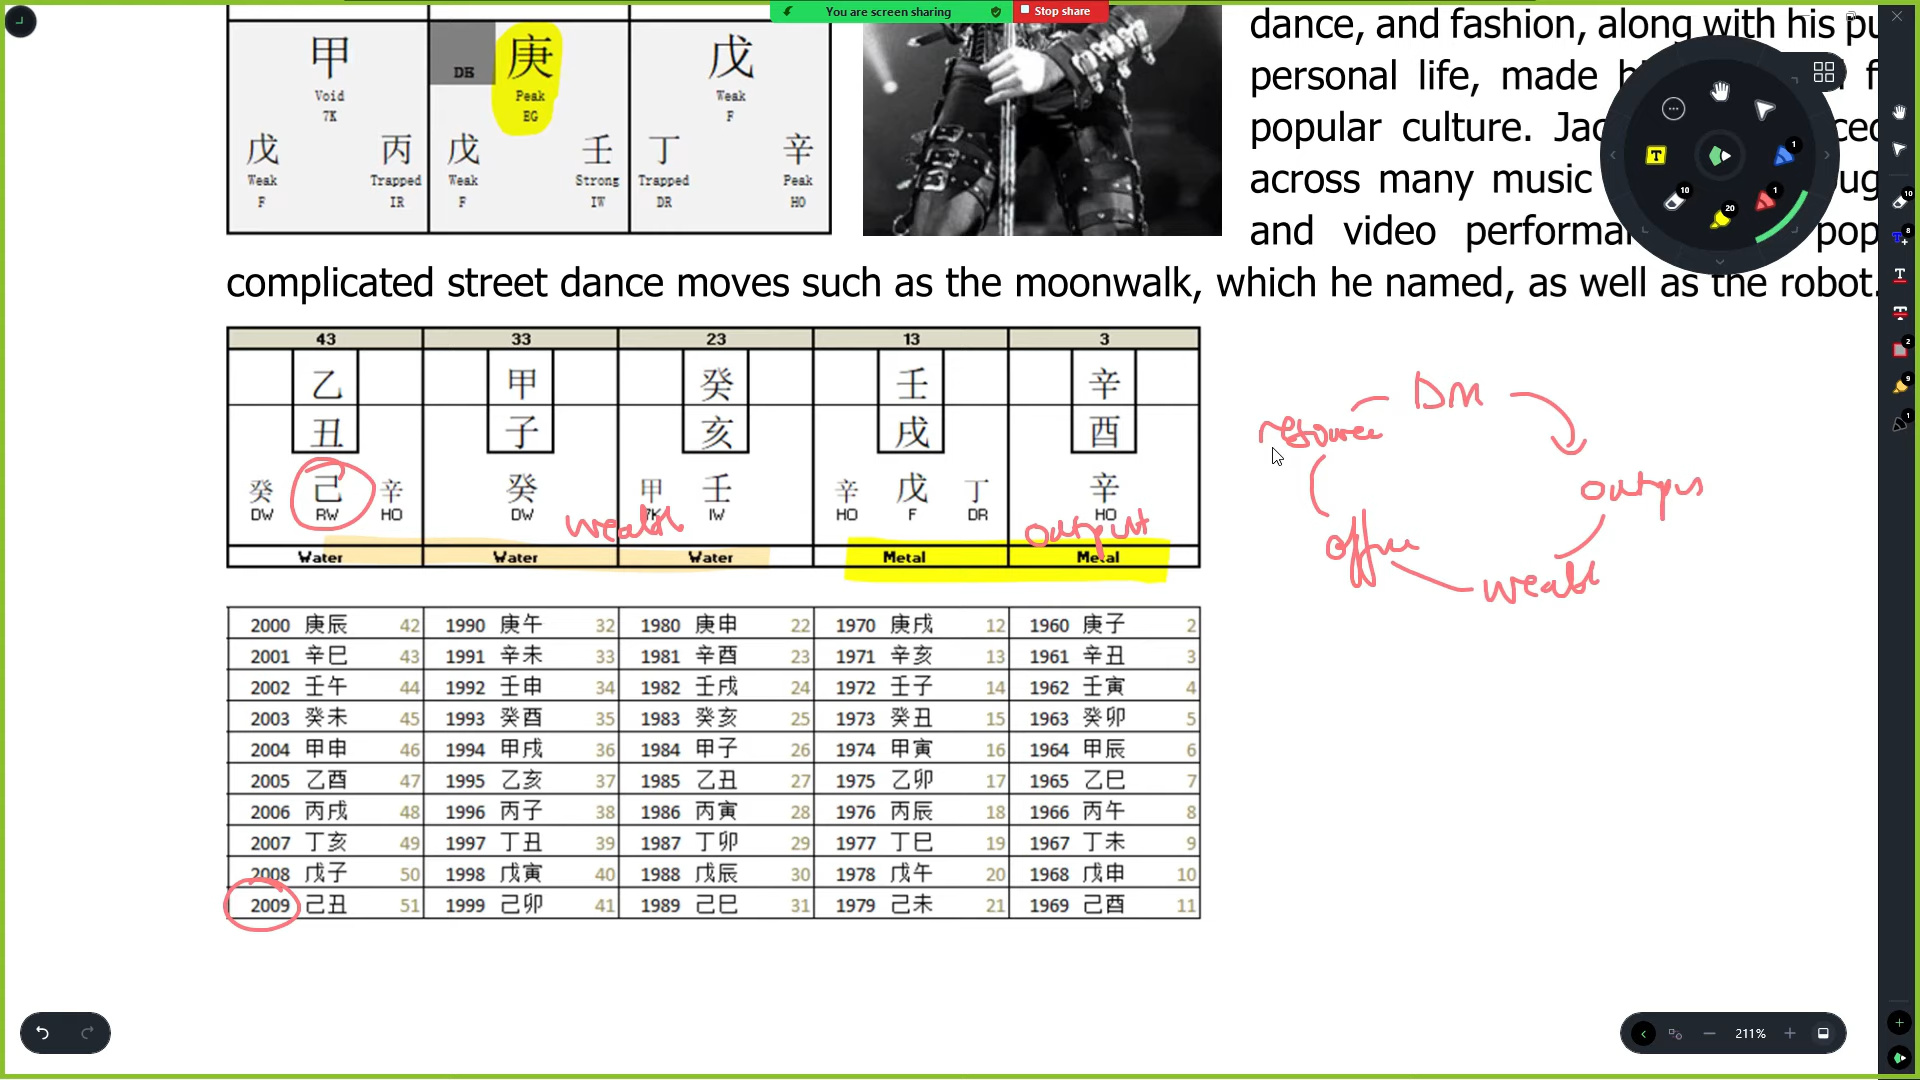 You are screen sharing
Stop share
甲
Void
7K
戊
Weak
F
丙
Trapped
IR
DE
庚
Peak
EG
戊
Weak
F
壬
Strong
IW
戊
Weak
F
丁
Trapped
DR
辛
Peak
HO
dance, and fashion, along with his pu
personal life, made
popular culture.
across many music
and video
complicated street dance moves such as the moonwalk, which he named, as well as the robot.
43 33 23 13 3
乙 甲 癸 壬 辛
丑 子 亥 戌 酉
癸 己 辛 癸 甲 壬 辛 戊 丁 辛
DW RW HO DW 7K IW HO F DR HO
wealth output
Water Water Water Metal Metal
DM
resource
output
office
wealth
2000 庚辰 42 1990 庚午 32 1980 庚申 22 1970 庚戌 12 1960 庚子 2
2001 辛巳 43 1991 辛未 33 1981 辛酉 23 1971 辛亥 13 1961 辛丑 3
2002 壬午 44 1992 壬申 34 1982 壬戌 24 1972 壬子 14 1962 壬寅 4
2003 癸未 45 1993 癸酉 35 1983 癸亥 25 1973 癸丑 15 1963 癸卯 5
2004 甲申 46 1994 甲戌 36 1984 甲子 26 1974 甲寅 16 1964 甲辰 6
2005 乙酉 47 1995 乙亥 37 1985 乙丑 27 1975 乙卯 17 1965 乙巳 7
2006 丙戌 48 1996 丙子 38 1986 丙寅 28 1976 丙辰 18 1966 丙午 8
2007 丁亥 49 1997 丁丑 39 1987 丁卯 29 1977 丁巳 19 1967 丁未 9
2008 戊子 50 1998 戊寅 40 1988 戊辰 30 1978 戊午 20 1968 戊申 10
2009 己丑 51 1999 己卯 41 1989 己巳 31 1979 己未 21 1969 己酉 11
211%